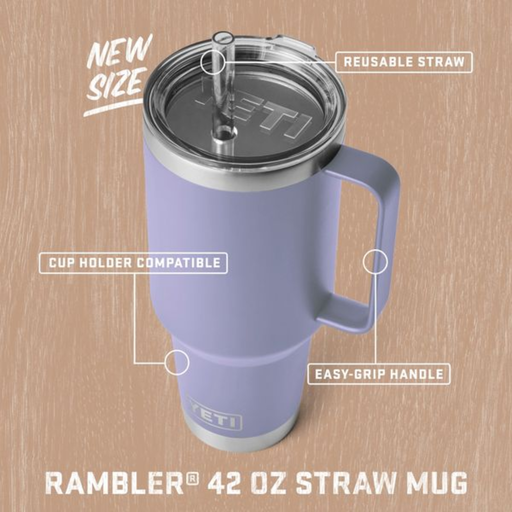 NEW
SIZE
REUSABLE STRAW
YETI
CUP HOLDER COMPATIBLE
EASY-GRIP HANDLE
YETI
RAMBLER® 42 OZ STRAW MUG